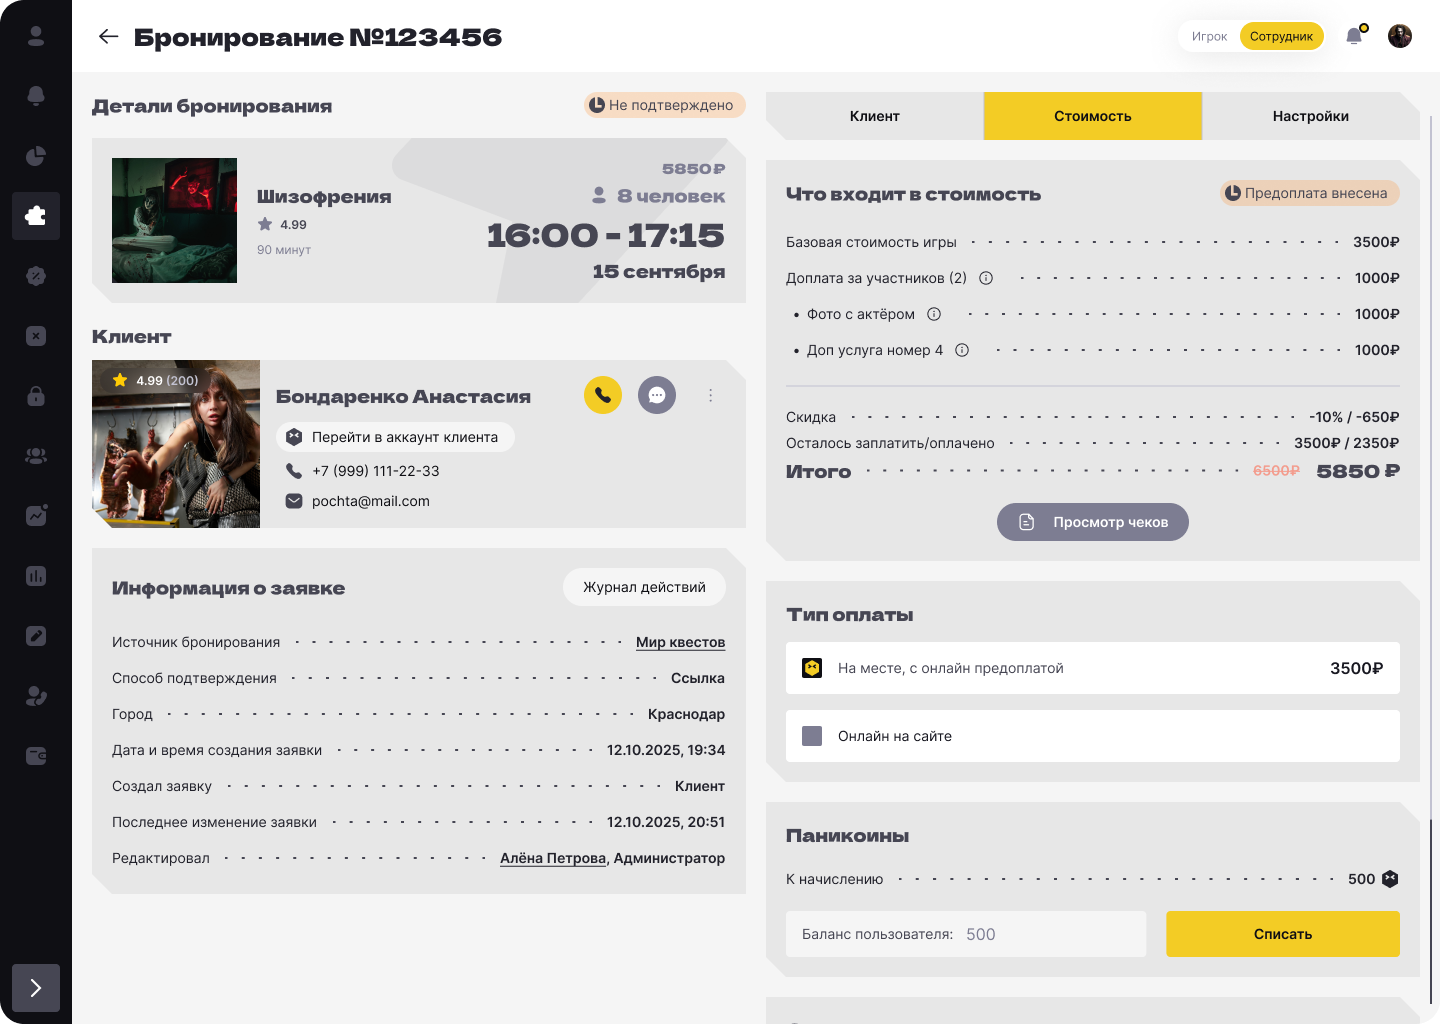 Бронирование №123456
Игрок
Сотрудник
Детали бронирования
Не подтверждено
5850₽
Шизофрения
8 человек
4.99
16:00 - 17:15
90 минут
15 сентября
Клиент
4.99 (200)
Бондаренко Анастасия
Перейти в аккаунт клиента
+7 (999) 111-22-33
pochta@mail.com
Информация о заявке
Журнал действий
Источник бронирования Мир квестов
Способ подтверждения Ссылка
Город Краснодар
Дата и время создания заявки 12.10.2025, 19:34
Создал заявку Клиент
Последнее изменение заявки 12.10.2025, 20:51
Редактировал Алёна Петрова, Администратор
Клиент
Стоимость
Настройки
Что входит в стоимость
Предоплата внесена
Базовая стоимость игры 3500₽
Доплата за участников (2) 1000₽
• Фото с актёром 1000₽
• Доп услуга номер 4 1000₽
Скидка -10% / -650₽
Осталось заплатить/оплачено 3500₽ / 2350₽
Итого 6500₽ 5850 ₽
Просмотр чеков
Тип оплаты
На месте, с онлайн предоплатой 3500₽
Онлайн на сайте
Паникоины
К начислению 500
Баланс пользователя: 500
Списать